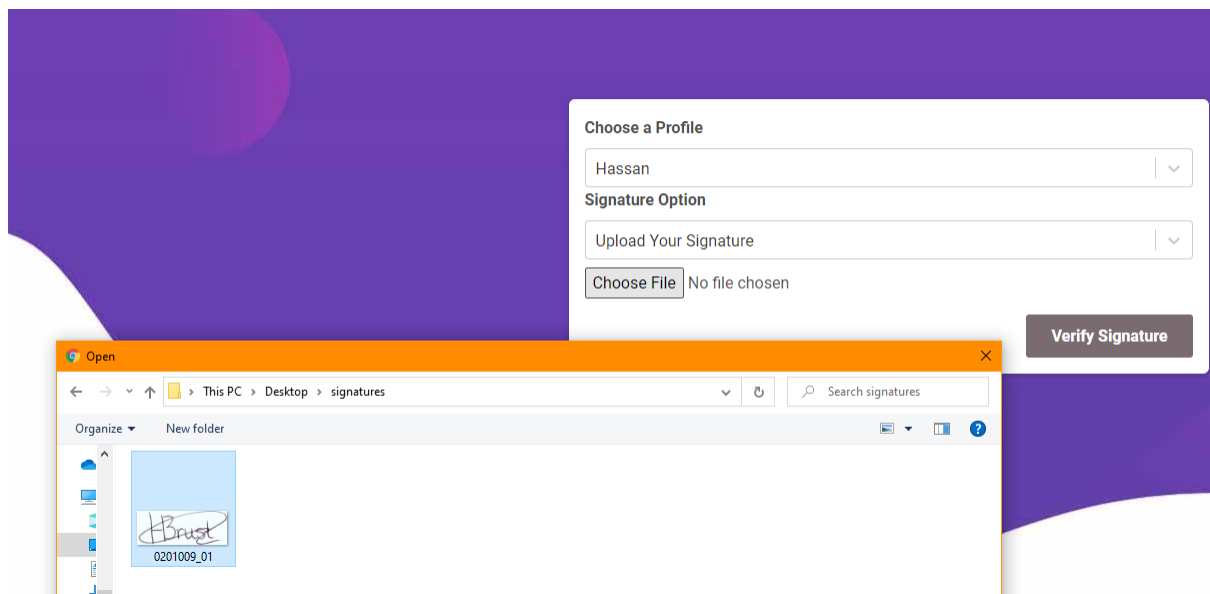 Choose a Profile
Hassan
Signature Option
Upload Your Signature
Choose File No file chosen
Verify Signature
Open
This PC > Desktop > signatures
Search signatures
Organize
New folder
?
0201009_01